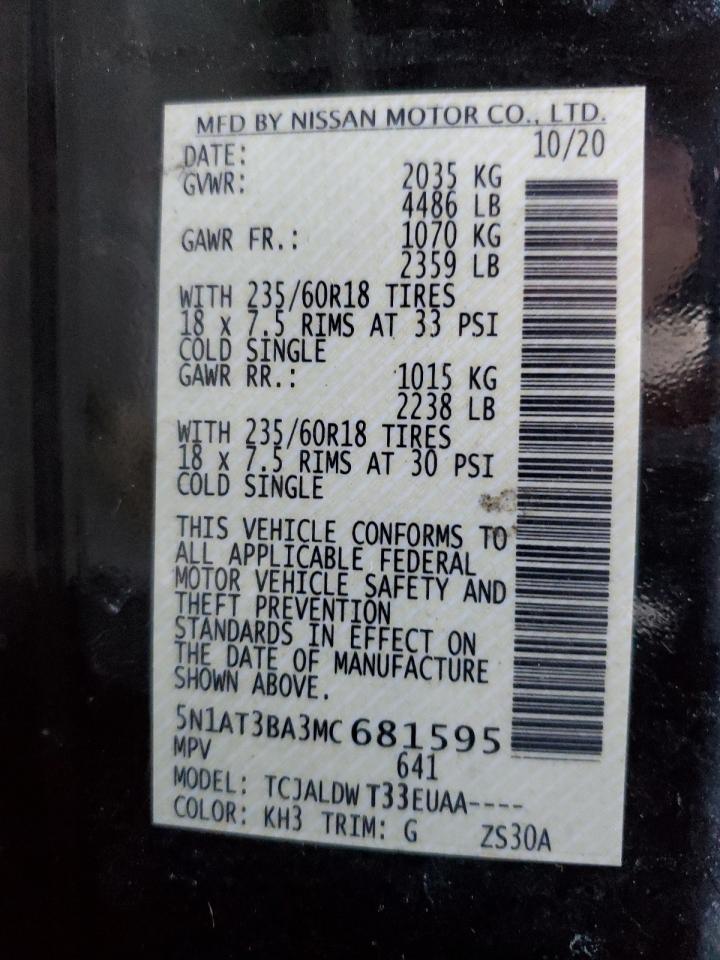 MFD BY NISSAN MOTOR CO., LTD.
DATE: 10/20
GVWR: 2035 KG
4486 LB
GAWR FR.: 1070 KG
2359 LB
WITH 235/60R18 TIRES
18 x 7.5 RIMS AT 33 PSI
COLD SINGLE
GAWR RR.: 1015 KG
2238 LB
WITH 235/60R18 TIRES
18 x 7.5 RIMS AT 30 PSI
COLD SINGLE
THIS VEHICLE CONFORMS TO
ALL APPLICABLE FEDERAL
MOTOR VEHICLE SAFETY AND
THEFT PREVENTION
STANDARDS IN EFFECT ON
THE DATE OF MANUFACTURE
SHOWN ABOVE.
5N1AT3BA3MC 681595
MPV 641
MODEL: TCJALDW T33EUAA----
COLOR: KH3 TRIM: G ZS30A